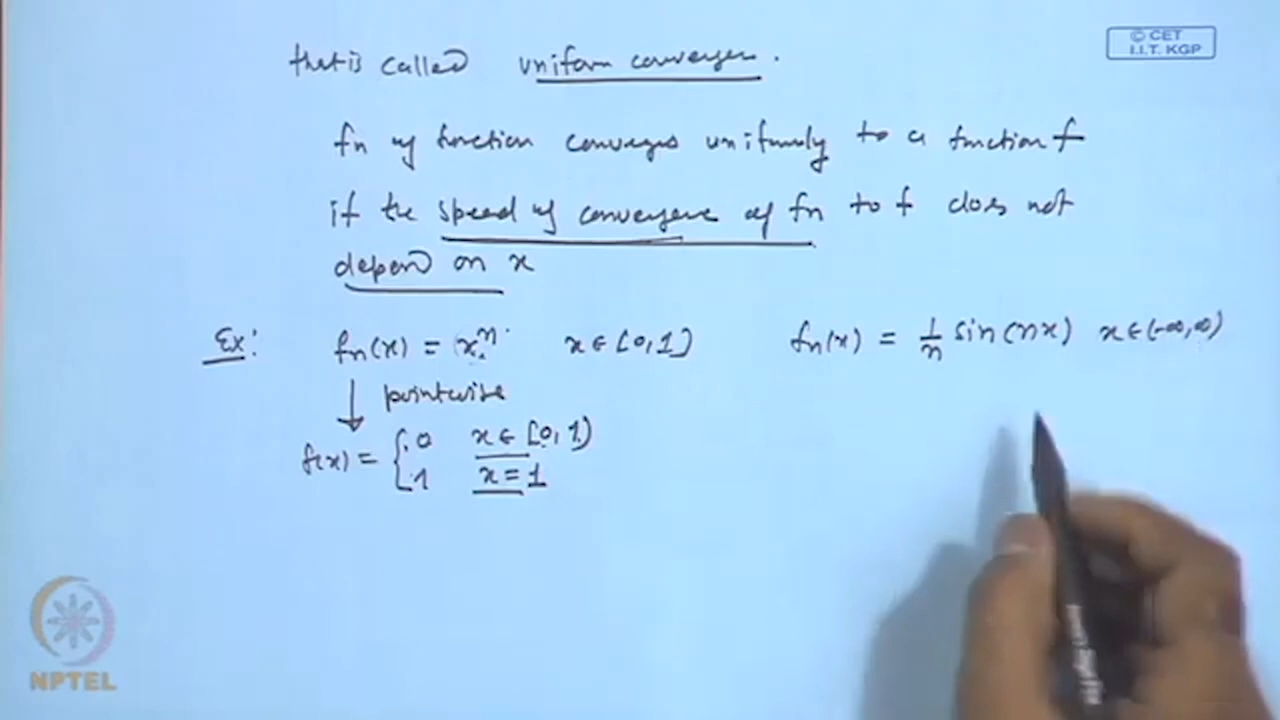 © CET
I.I.T. KGP
that is called uniform convergen.
fn of function converges uniformly to a function f
if the speed of convergence of fn to f does not
depend on x
Ex: fn(x) = xⁿ x ∈ [0,1] fn(x) = 1/n sin(nx) x ∈ (-∞,∞)
↓ pointwise
f(x) = { 0 x ∈ [0,1)
1 x = 1
NPTEL